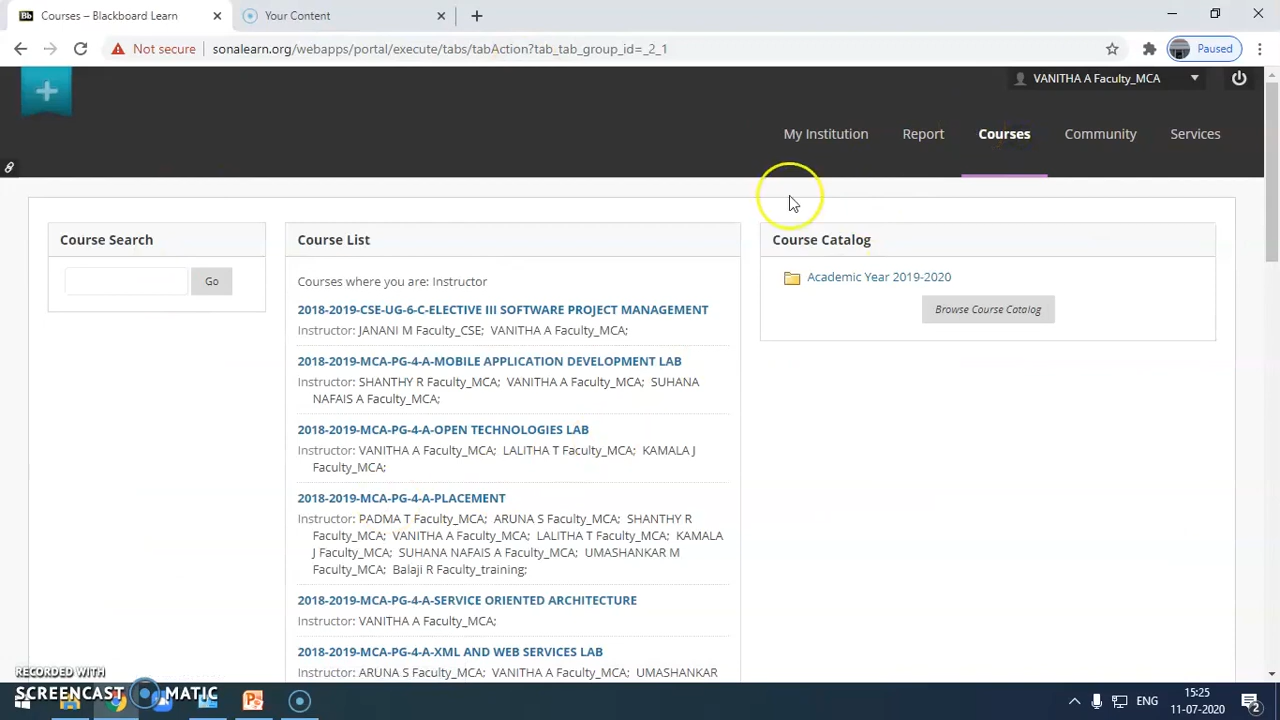 Bb Courses – Blackboard Learn
Your Content
Not secure
sonalearn.org/webapps/portal/execute/tabs/tabAction?tab_tab_group_id=_2_1
Paused
VANITHA A Faculty_MCA
My Institution
Report
Courses
Community
Services
Course Search
Go
Course List
Courses where you are: Instructor
2018-2019-CSE-UG-6-C-ELECTIVE III SOFTWARE PROJECT MANAGEMENT
Instructor: JANANI M Faculty_CSE; VANITHA A Faculty_MCA;
2018-2019-MCA-PG-4-A-MOBILE APPLICATION DEVELOPMENT LAB
Instructor: SHANTHY R Faculty_MCA; VANITHA A Faculty_MCA; SUHANA
NAFAIS A Faculty_MCA;
2018-2019-MCA-PG-4-A-OPEN TECHNOLOGIES LAB
Instructor: VANITHA A Faculty_MCA; LALITHA T Faculty_MCA; KAMALA J
Faculty_MCA;
2018-2019-MCA-PG-4-A-PLACEMENT
Instructor: PADMA T Faculty_MCA; ARUNA S Faculty_MCA; SHANTHY R
Faculty_MCA; VANITHA A Faculty_MCA; LALITHA T Faculty_MCA; KAMALA
J Faculty_MCA; SUHANA NAFAIS A Faculty_MCA; UMASHANKAR M
Faculty_MCA; Balaji R Faculty_training;
2018-2019-MCA-PG-4-A-SERVICE ORIENTED ARCHITECTURE
Instructor: VANITHA A Faculty_MCA;
2018-2019-MCA-PG-4-A-XML AND WEB SERVICES LAB
Instructor: ARUNA S Faculty_MCA; VANITHA A Faculty_MCA; UMASHANKAR
Course Catalog
Academic Year 2019-2020
Browse Course Catalog
RECORDED WITH
SCREENCAST MATIC
ENG
15:25
11-07-2020
2